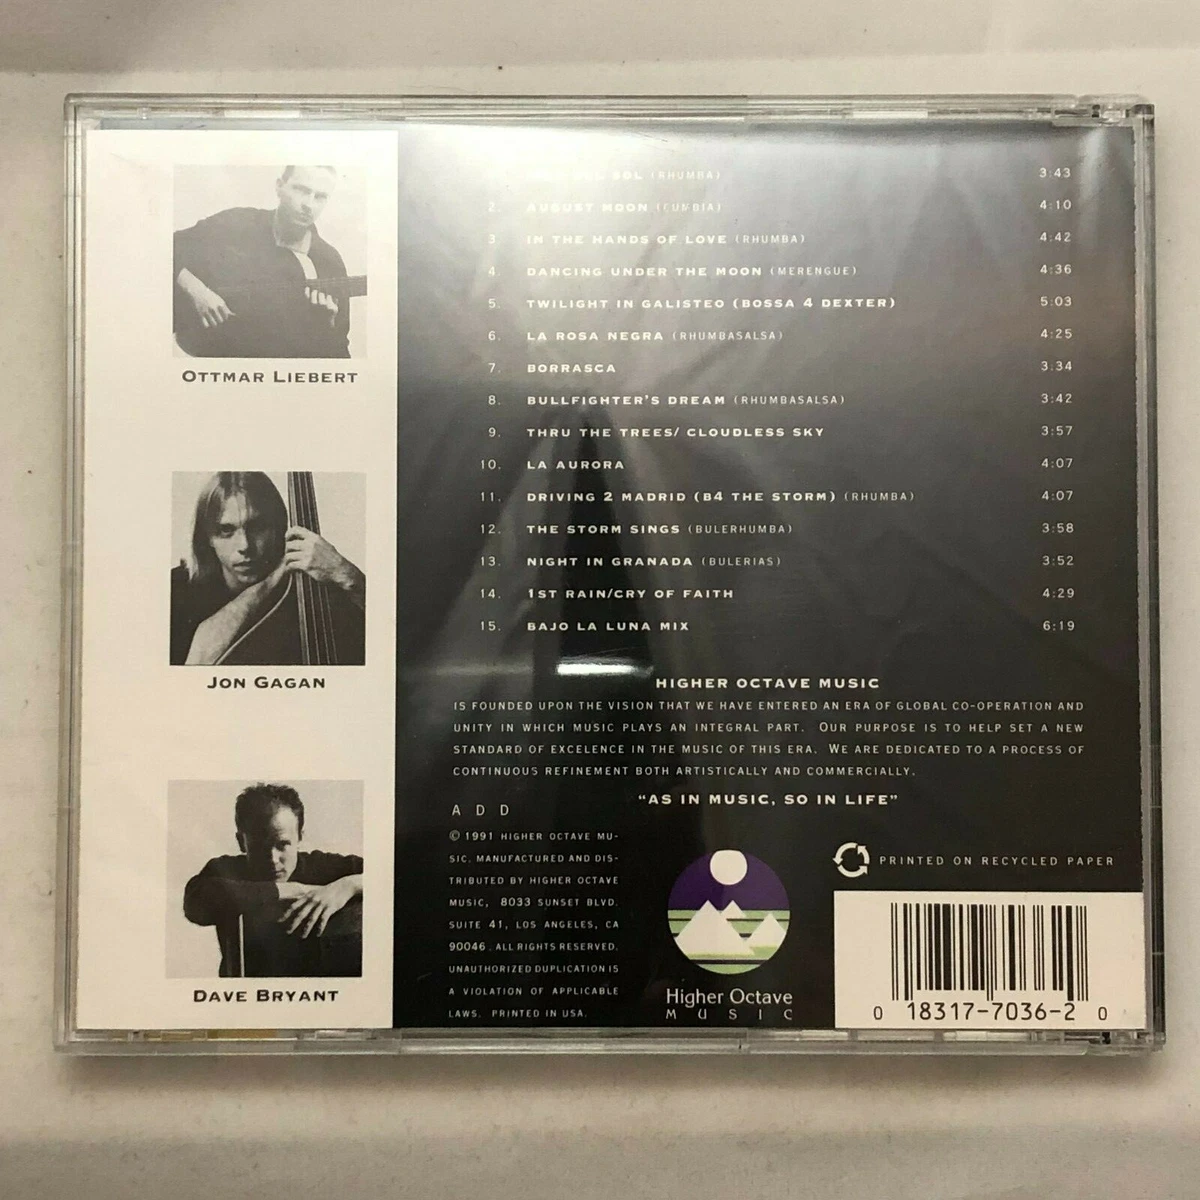 OTTMAR LIEBERT
JON GAGAN
DAVE BRYANT
SOL (RHUMBA) 3:43
2. AUGUST MOON (CUMBIA) 4:10
3. IN THE HANDS OF LOVE (RHUMBA) 4:42
4. DANCING UNDER THE MOON (MERENGUE) 4:36
5. TWILIGHT IN GALISTEO (BOSSA 4 DEXTER) 5:03
6. LA ROSA NEGRA (RHUMBASALSA) 4:25
7. BORRASCA 3:34
8. BULLFIGHTER'S DREAM (RHUMBASALSA) 3:42
9. THRU THE TREES/ CLOUDLESS SKY 3:57
10. LA AURORA 4:07
11. DRIVING 2 MADRID (B4 THE STORM) (RHUMBA) 4:07
12. THE STORM SINGS (BULERHUMBA) 3:58
13. NIGHT IN GRANADA (BULERIAS) 3:52
14. 1ST RAIN/CRY OF FAITH 4:29
15. BAJO LA LUNA MIX 6:19
HIGHER OCTAVE MUSIC
IS FOUNDED UPON THE VISION THAT WE HAVE ENTERED AN ERA OF GLOBAL CO-OPERATION AND
UNITY IN WHICH MUSIC PLAYS AN INTEGRAL PART. OUR PURPOSE IS TO HELP SET A NEW
STANDARD OF EXCELENCE IN THE MUSIC OF THIS ERA. WE ARE DEDICATED TO A PROCESS OF
CONTINUOUS REFINEMENT BOTH ARTISTICALLY AND COMMERCIALLY.
"AS IN MUSIC, SO IN LIFE"
A D D
© 1991 HIGHER OCTAVE MU-
SIC. MANUFACTURED AND DIS-
TRIBUTED BY HIGHER OCTAVE
MUSIC, 8033 SUNSET BLVD.
SUITE 41, LOS ANGELES, CA
90046. ALL RIGHTS RESERVED.
UNAUTHORIZED DUPLICATION IS
A VIOLATION OF APPLICABLE
LAWS. PRINTED IN USA.
Higher Octave
MUSIC
PRINTED ON RECYCLED PAPER
0 18317-7036-2 0